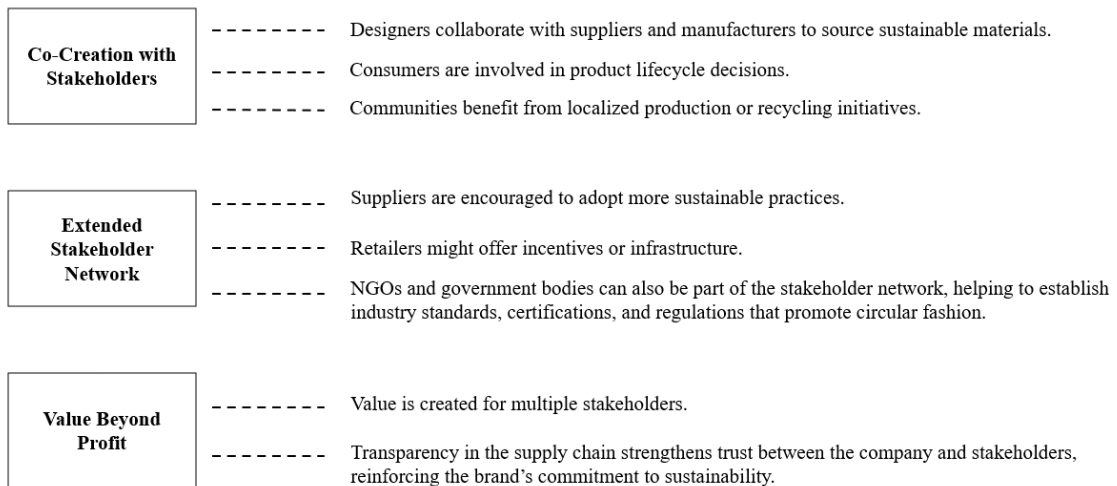 Co-Creation with
Stakeholders
Designers collaborate with suppliers and manufacturers to source sustainable materials.
Consumers are involved in product lifecycle decisions.
Communities benefit from localized production or recycling initiatives.
Extended
Stakeholder
Network
Suppliers are encouraged to adopt more sustainable practices.
Retailers might offer incentives or infrastructure.
NGOs and government bodies can also be part of the stakeholder network, helping to establish
industry standards, certifications, and regulations that promote circular fashion.
Value Beyond
Profit
Value is created for multiple stakeholders.
Transparency in the supply chain strengthens trust between the company and stakeholders,
reinforcing the brand’s commitment to sustainability.